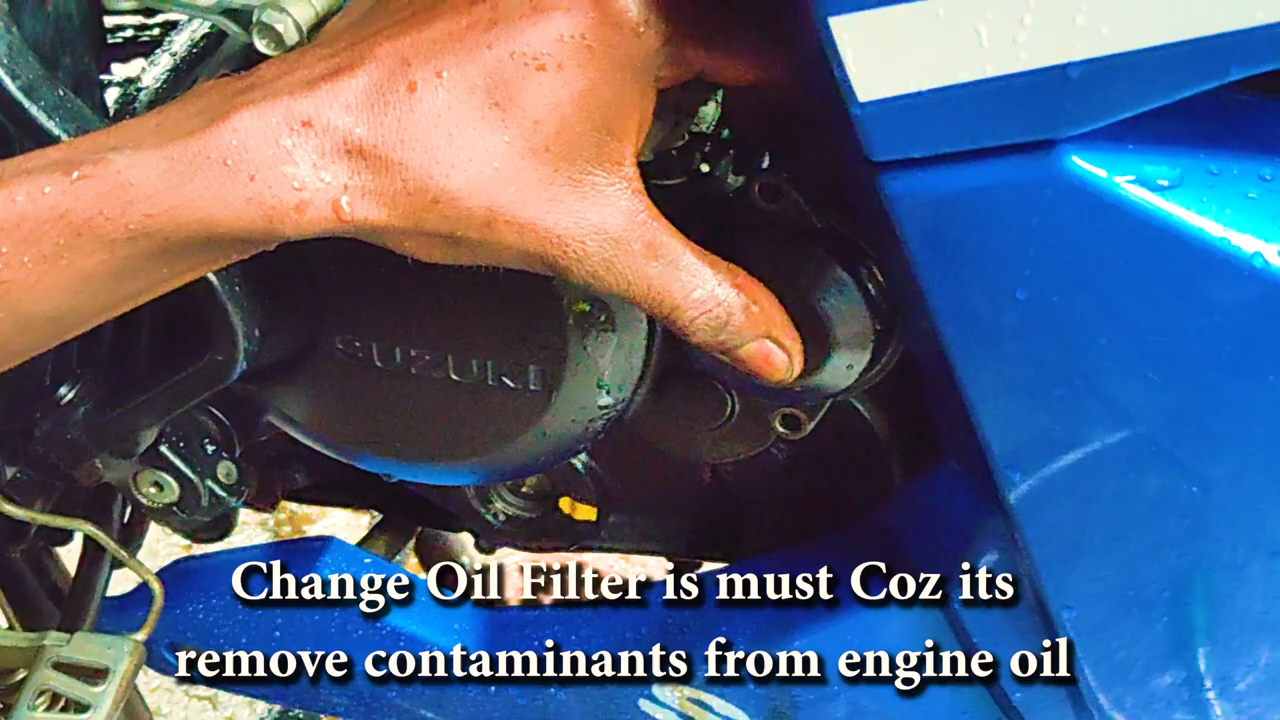 SUZUKI
Change Oil Filter is must Coz its
remove contaminants from engine oil